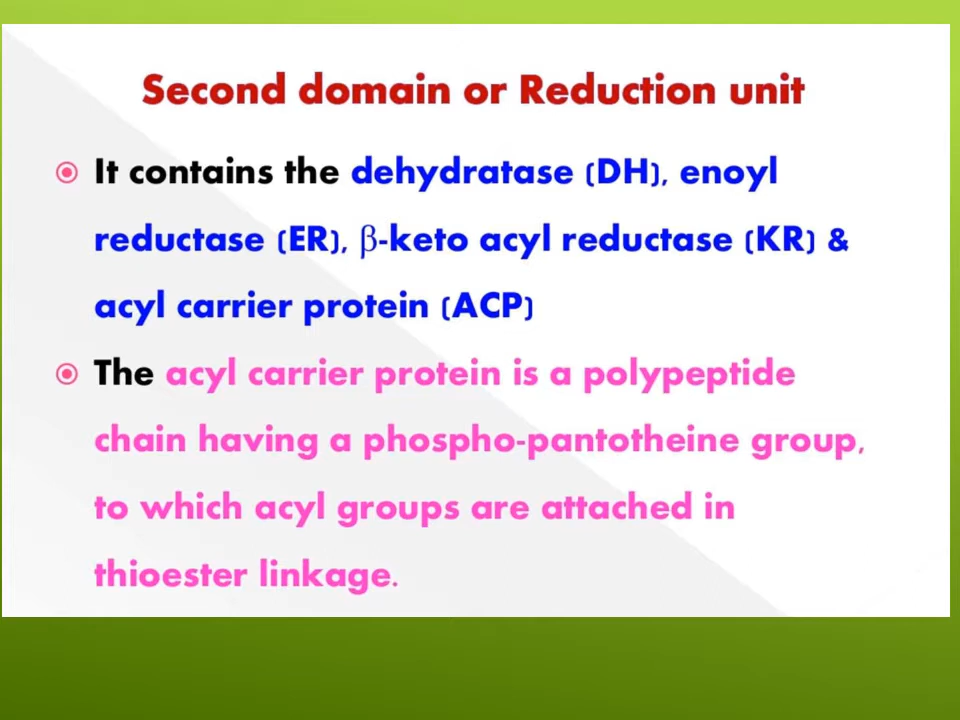 Second domain or Reduction unit
It contains the dehydratase (DH), enoyl
reductase (ER), β-keto acyl reductase (KR) &
acyl carrier protein (ACP)
The acyl carrier protein is a polypeptide
chain having a phospho-pantotheine group,
to which acyl groups are attached in
thioester linkage.